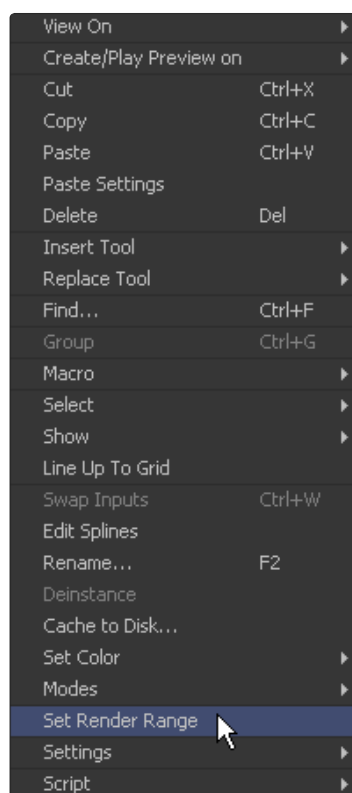 View On
Create/Play Preview on
Cut Ctrl+X
Copy Ctrl+C
Paste Ctrl+V
Paste Settings
Delete Del
Insert Tool
Replace Tool
Find... Ctrl+F
Group Ctrl+G
Macro
Select
Show
Line Up To Grid
Swap Inputs Ctrl+W
Edit Splines
Rename... F2
Deinstance
Cache to Disk...
Set Color
Modes
Set Render Range
Settings
Script